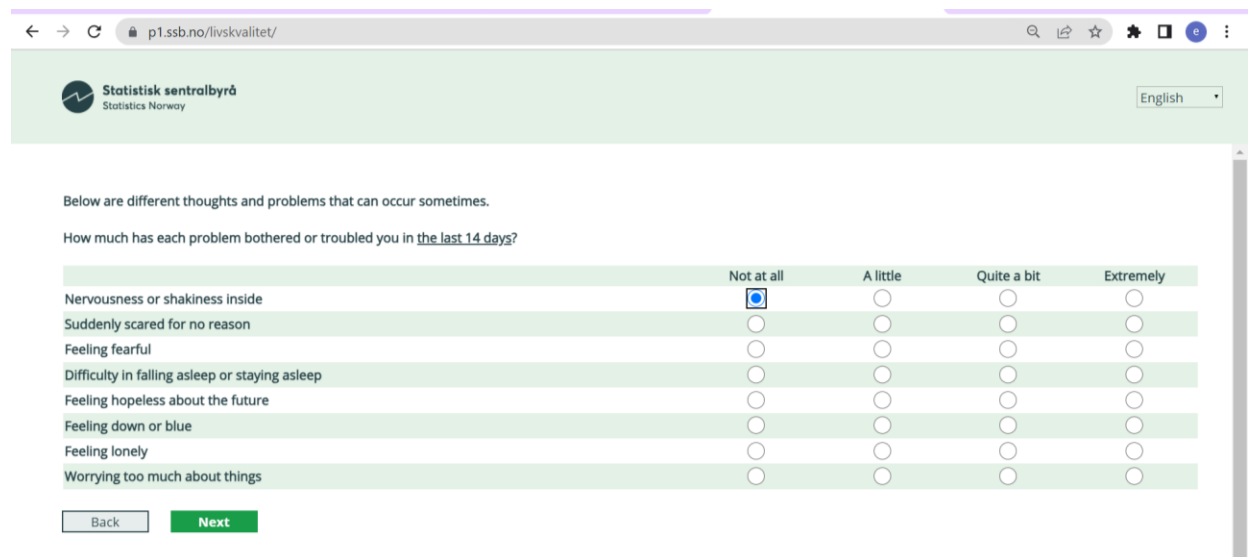 p1.ssb.no/livskvalitet/
e
Statistisk sentralbyrå
Statistics Norway
English
Below are different thoughts and problems that can occur sometimes.
How much has each problem bothered or troubled you in the last 14 days?
Not at all A little Quite a bit Extremely
Nervousness or shakiness inside
Suddenly scared for no reason
Feeling fearful
Difficulty in falling asleep or staying asleep
Feeling hopeless about the future
Feeling down or blue
Feeling lonely
Worrying too much about things
Back Next